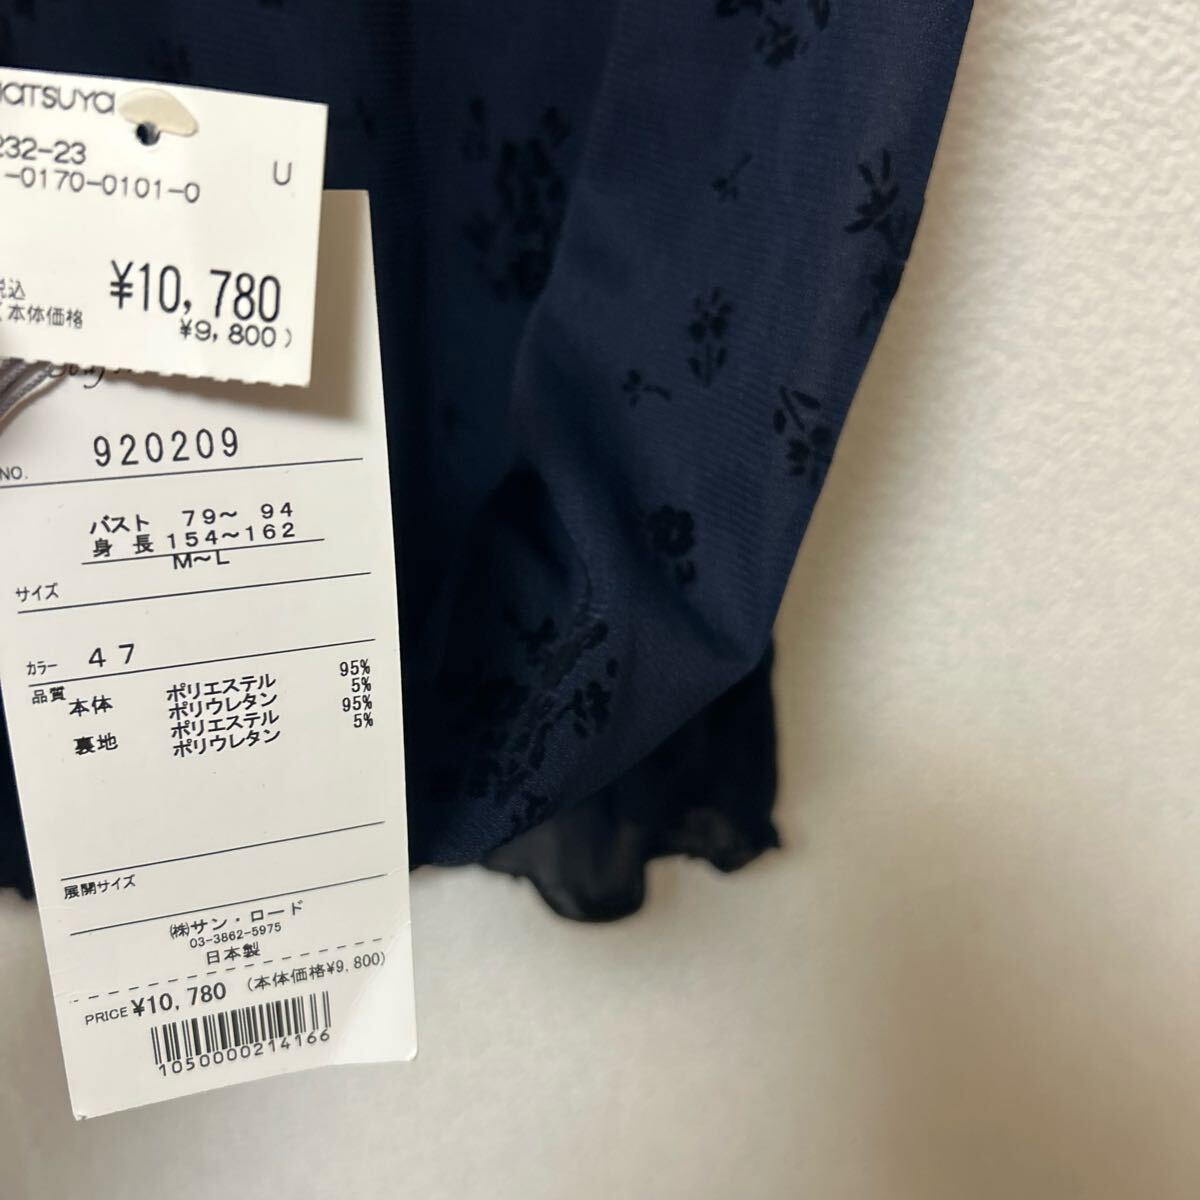 232-23
-0170-0101-0
U
税込 ¥10,780
(本体価格 ¥9,800)
NO. 920209
バスト 79～ 94
身 長 154～162
M～L
サイズ
カラー 47
品質
本体 ポリエステル 95%
ポリウレタン 5%
裏地 ポリエステル 95%
ポリウレタン 5%
展開サイズ
㈱サン・ロード
03-3862-5975
日本製
PRICE ¥10,780 (本体価格¥9,800)
1050000214166